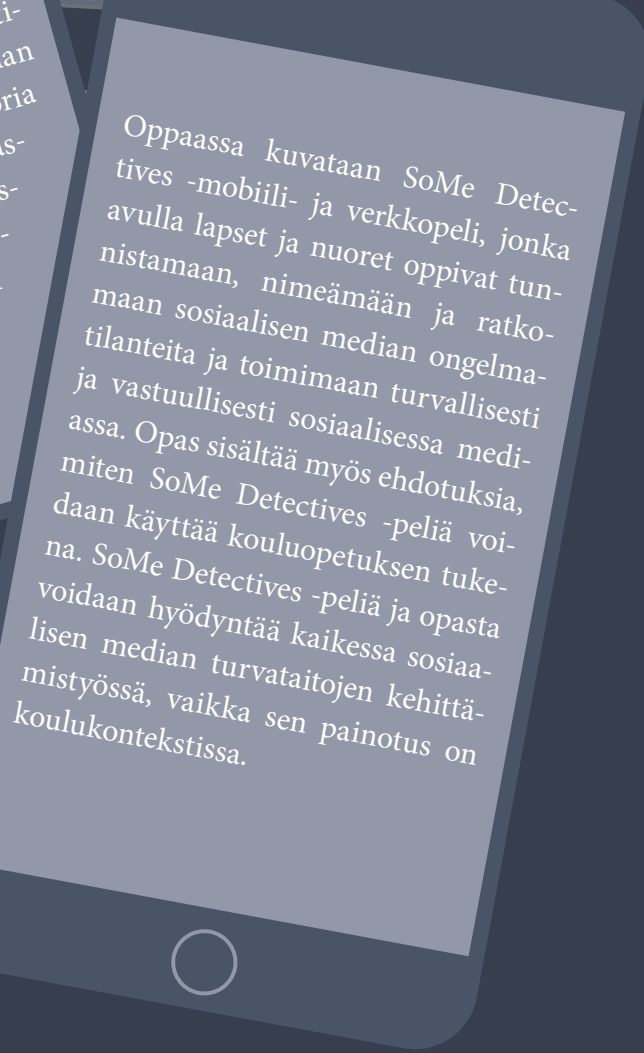 ti-
an
oria
s-
s-
-
Oppaassa kuvataan SoMe Detec-
tives -mobiili- ja verkkopeli, jonka
avulla lapset ja nuoret oppivat tun-
nistamaan, nimeämään ja ratko-
maan sosiaalisen median ongelma-
tilanteita ja toimimaan turvallisesti
ja vastuullisesti sosiaalisessa medi-
assa. Opas sisältää myös ehdotuksia,
miten SoMe Detectives -peliä voi-
daan käyttää kouluopetuksen tuke-
na. SoMe Detectives -peliä ja opasta
voidaan hyödyntää kaikessa sosiaa-
lisen median turvataitojen kehittä-
mistyössä, vaikka sen painotus on
koulukontekstissa.